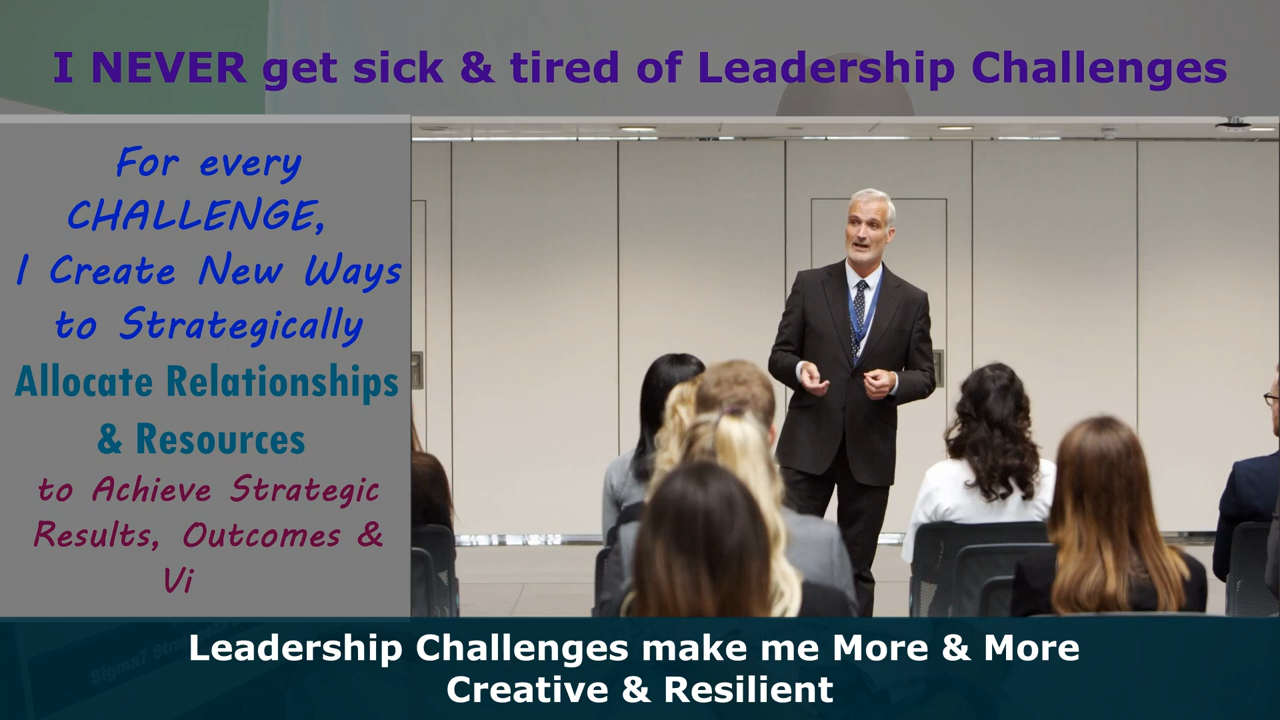 I NEVER get sick & tired of Leadership Challenges
For every
CHALLENGE,
I Create New Ways
to Strategically
Allocate Relationships
& Resources
to Achieve Strategic
Results, Outcomes &
Vi
Leadership Challenges make me More & More
Creative & Resilient